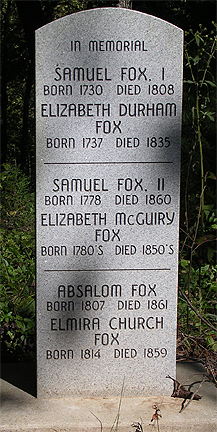 IN MEMORIAL
SAMUEL FOX, I
BORN 1730 DIED 1808
ELIZABETH DURHAM
FOX
BORN 1737 DIED 1835
SAMUEL FOX, II
BORN 1778 DIED 1860
ELIZABETH McGUIRY
FOX
BORN 1780'S DIED 1850'S
ABSALOM FOX
BORN 1807 DIED 1861
ELMIRA CHURCH
FOX
BORN 1814 DIED 1859